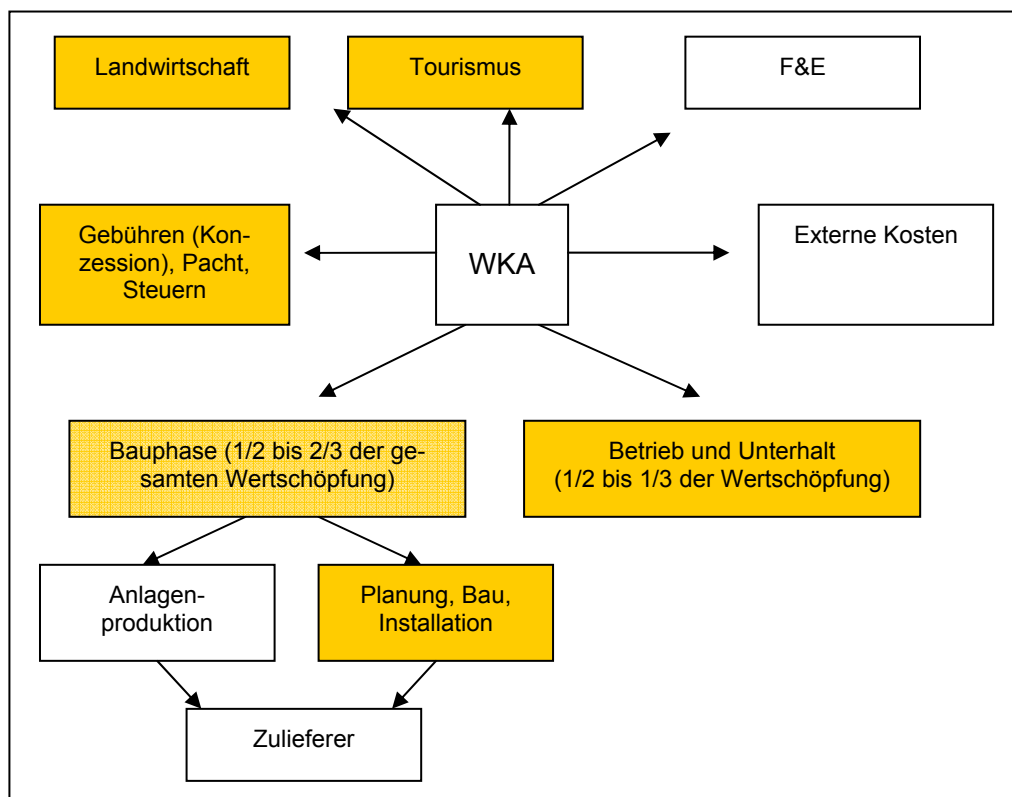 Landwirtschaft
Tourismus
F&E
Gebühren (Kon-
zession), Pacht,
Steuern
WKA
Externe Kosten
Bauphase (1/2 bis 2/3 der ge-
samten Wertschöpfung)
Betrieb und Unterhalt
(1/2 bis 1/3 der Wertschöpfung)
Anlagen-
produktion
Planung, Bau,
Installation
Zulieferer